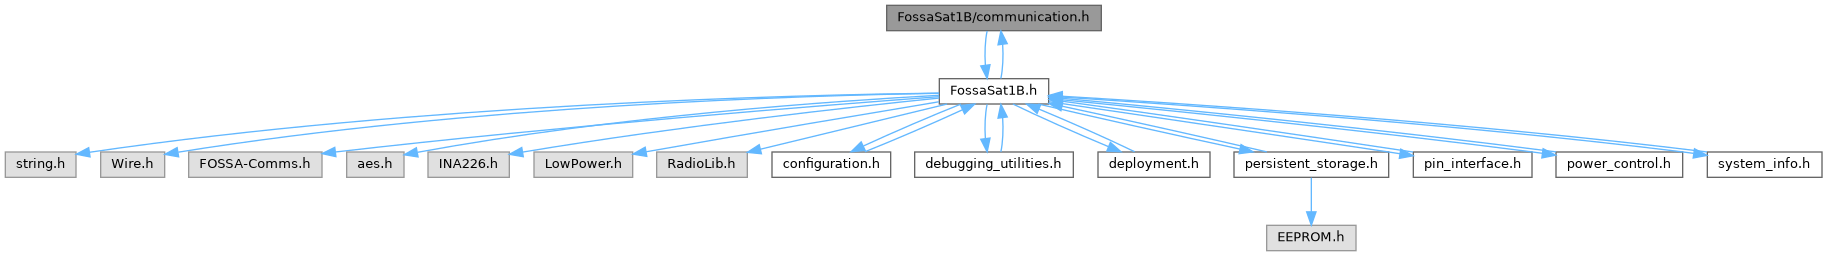 FossaSat1B/communication.h
FossaSat1B.h
string.h
Wire.h
FOSSA-Comms.h
aes.h
INA226.h
LowPower.h
RadioLib.h
configuration.h
debugging_utilities.h
deployment.h
persistent_storage.h
pin_interface.h
power_control.h
system_info.h
EEPROM.h